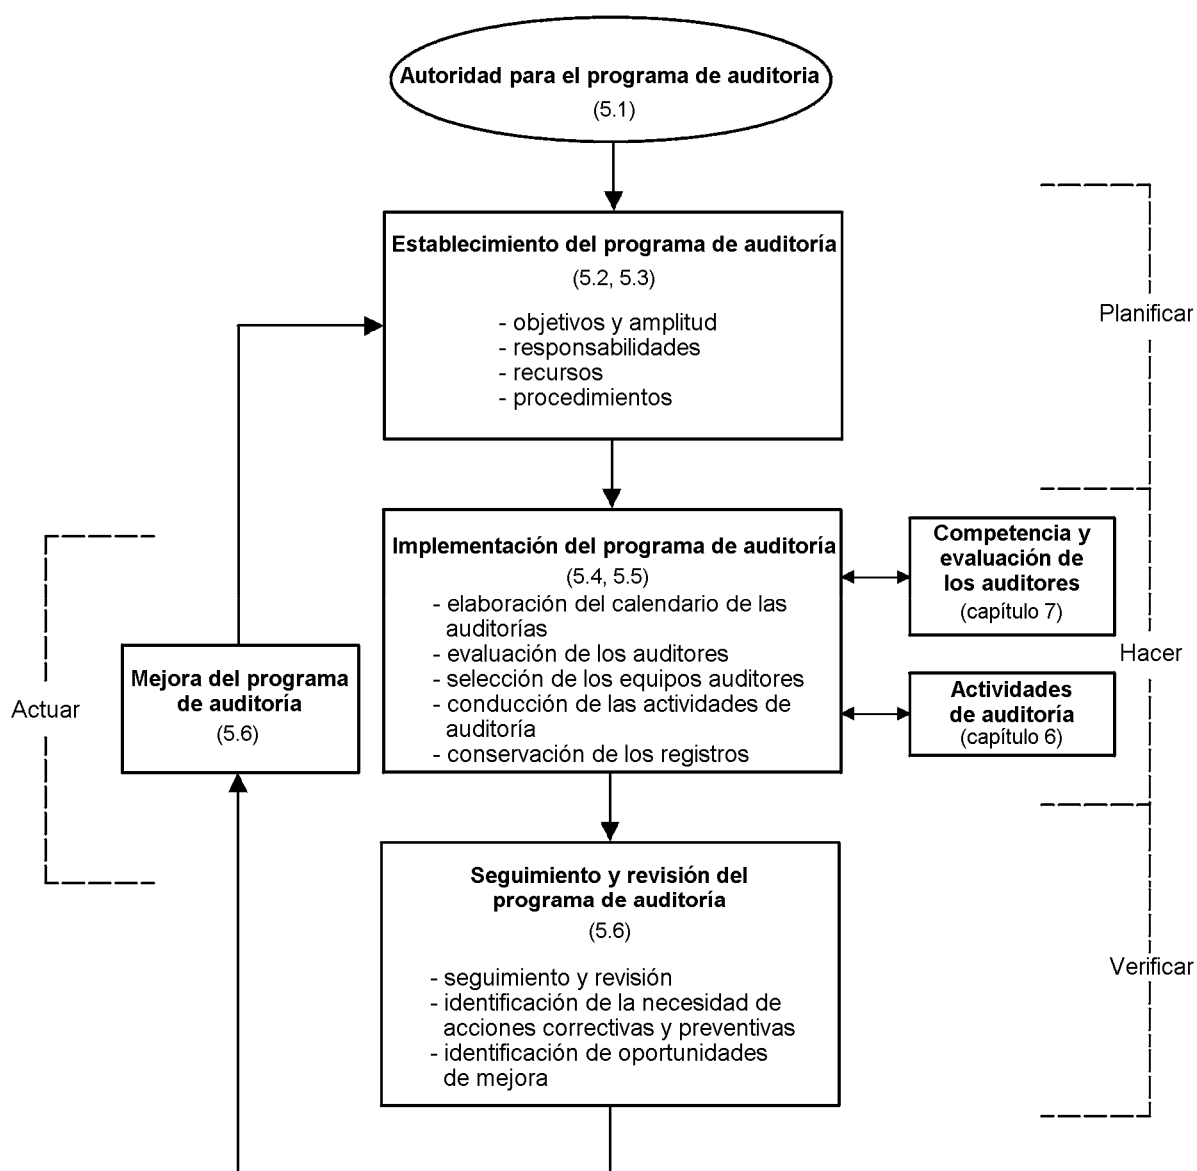 Autoridad para el programa de auditoria
(5.1)
Establecimiento del programa de auditoría
(5.2, 5.3)
- objetivos y amplitud
- responsabilidades
- recursos
- procedimientos
Planificar
Implementación del programa de auditoría
(5.4, 5.5)
- elaboración del calendario de las
auditorías
- evaluación de los auditores
- selección de los equipos auditores
- conducción de las actividades de
auditoría
- conservación de los registros
Competencia y
evaluación de
los auditores
(capítulo 7)
Hacer
Actividades
de auditoría
(capítulo 6)
Mejora del programa
de auditoría
(5.6)
Actuar
Seguimiento y revisión del
programa de auditoría
(5.6)
- seguimiento y revisión
- identificación de la necesidad de
acciones correctivas y preventivas
- identificación de oportunidades
de mejora
Verificar